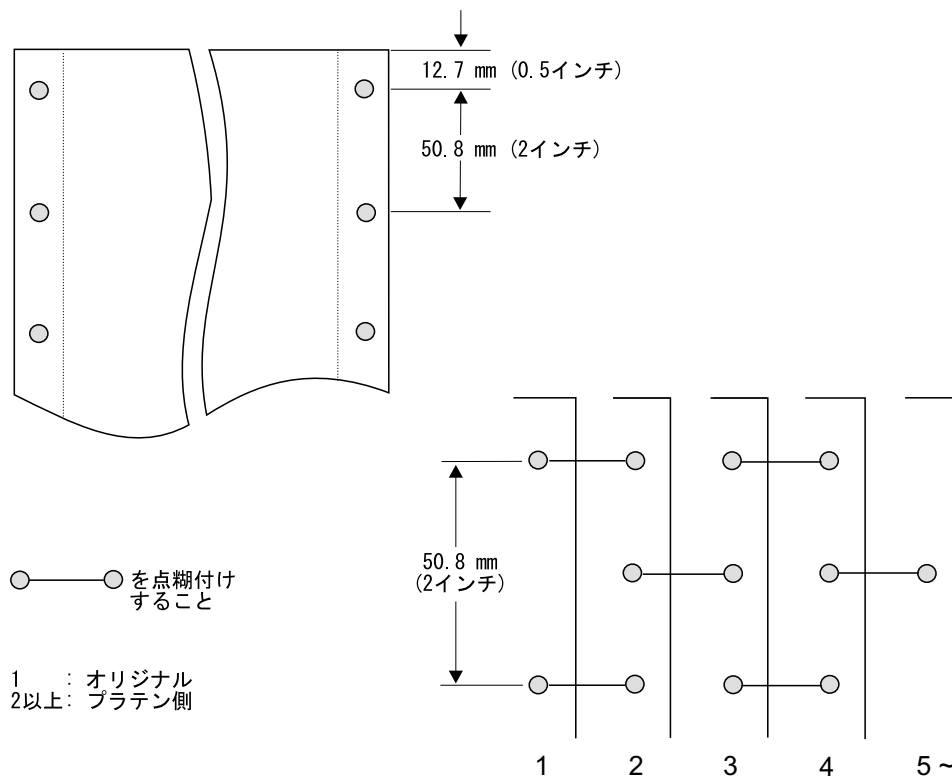 12.7 mm (0.5インチ)
50.8 mm (2インチ)
50.8 mm
(2インチ)
を点糊付け
すること
1 : オリジナル
2以上: プラテン側
1 2 3 4 5~